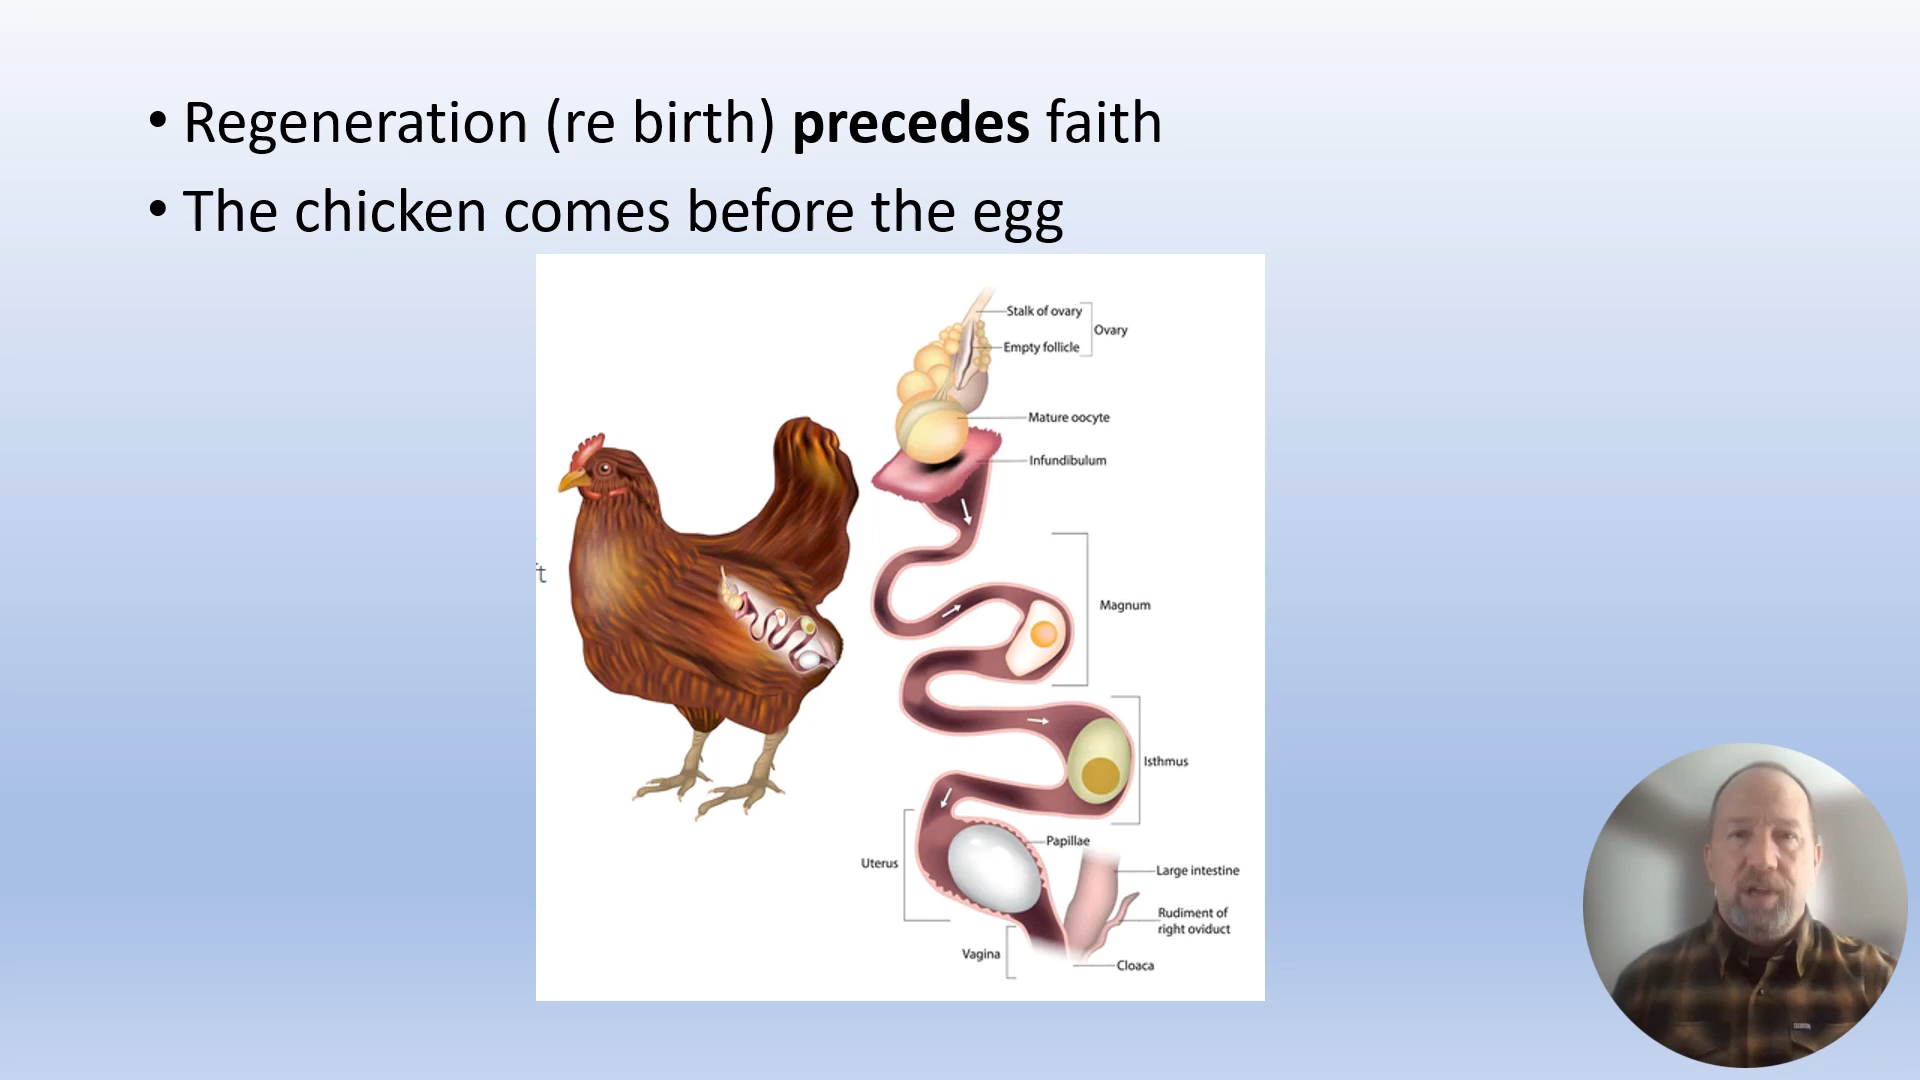 • Regeneration (re birth) precedes faith
• The chicken comes before the egg
Stalk of ovary
Ovary
Empty follicle
Mature oocyte
Infundibulum
ft
Magnum
Isthmus
Papillae
Uterus
Large intestine
Rudiment of
right oviduct
Vagina
Cloaca